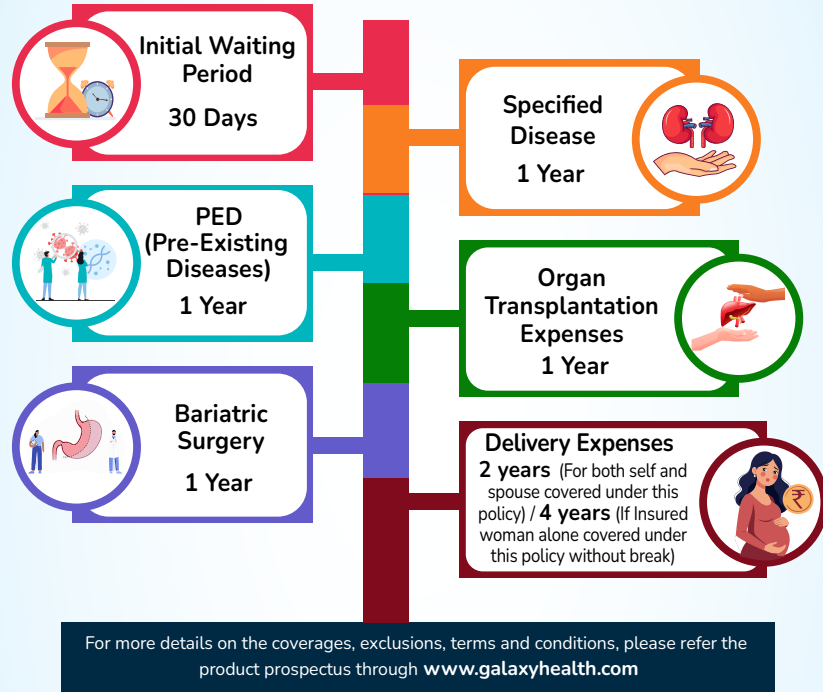 Initial Waiting
Period
30 Days
Specified
Disease
1 Year
PED
(Pre-Existing
Diseases)
1 Year
Organ
Transplantation
Expenses
1 Year
Bariatric
Surgery
1 Year
Delivery Expenses
2 years (For both self and
spouse covered under this
policy) / 4 years (If Insured
woman alone covered under
this policy without break)
₹
For more details on the coverages, exclusions, terms and conditions, please refer the
product prospectus through www.galaxyhealth.com